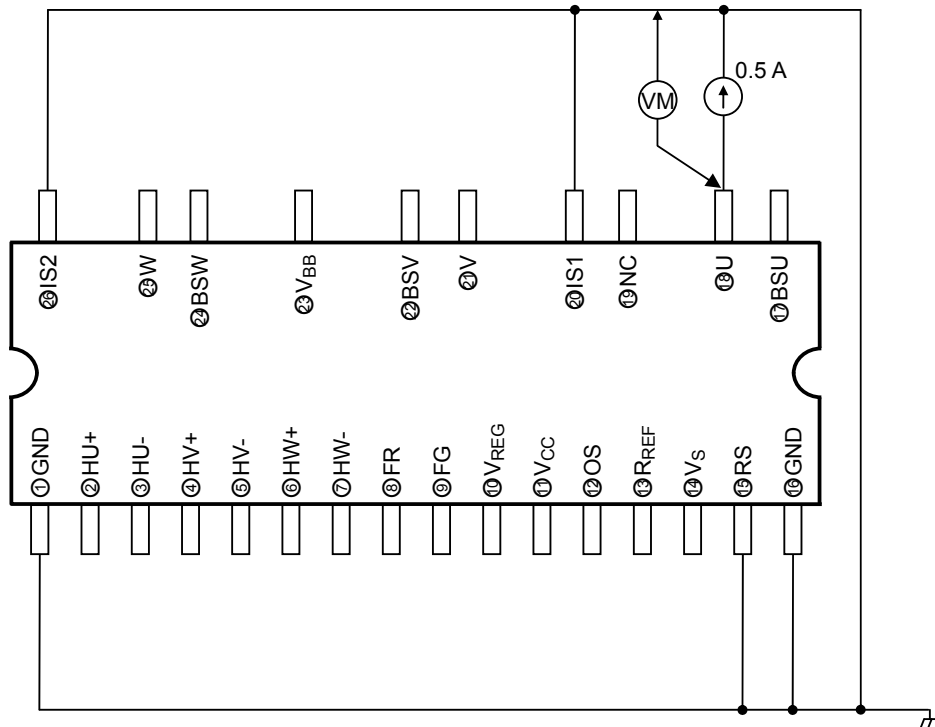 0.5 A
VM
㉖IS2
㉕W
㉔BSW
㉓VBB
㉒BSV
㉑V
⑳IS1
⑲NC
⑱U
⑰BSU
①GND
②HU+
③HU-
④HV+
⑤HV-
⑥HW+
⑦HW-
⑧FR
⑨FG
⑩VREG
⑪VCC
⑫OS
⑬RREF
⑭VS
⑮RS
⑯GND